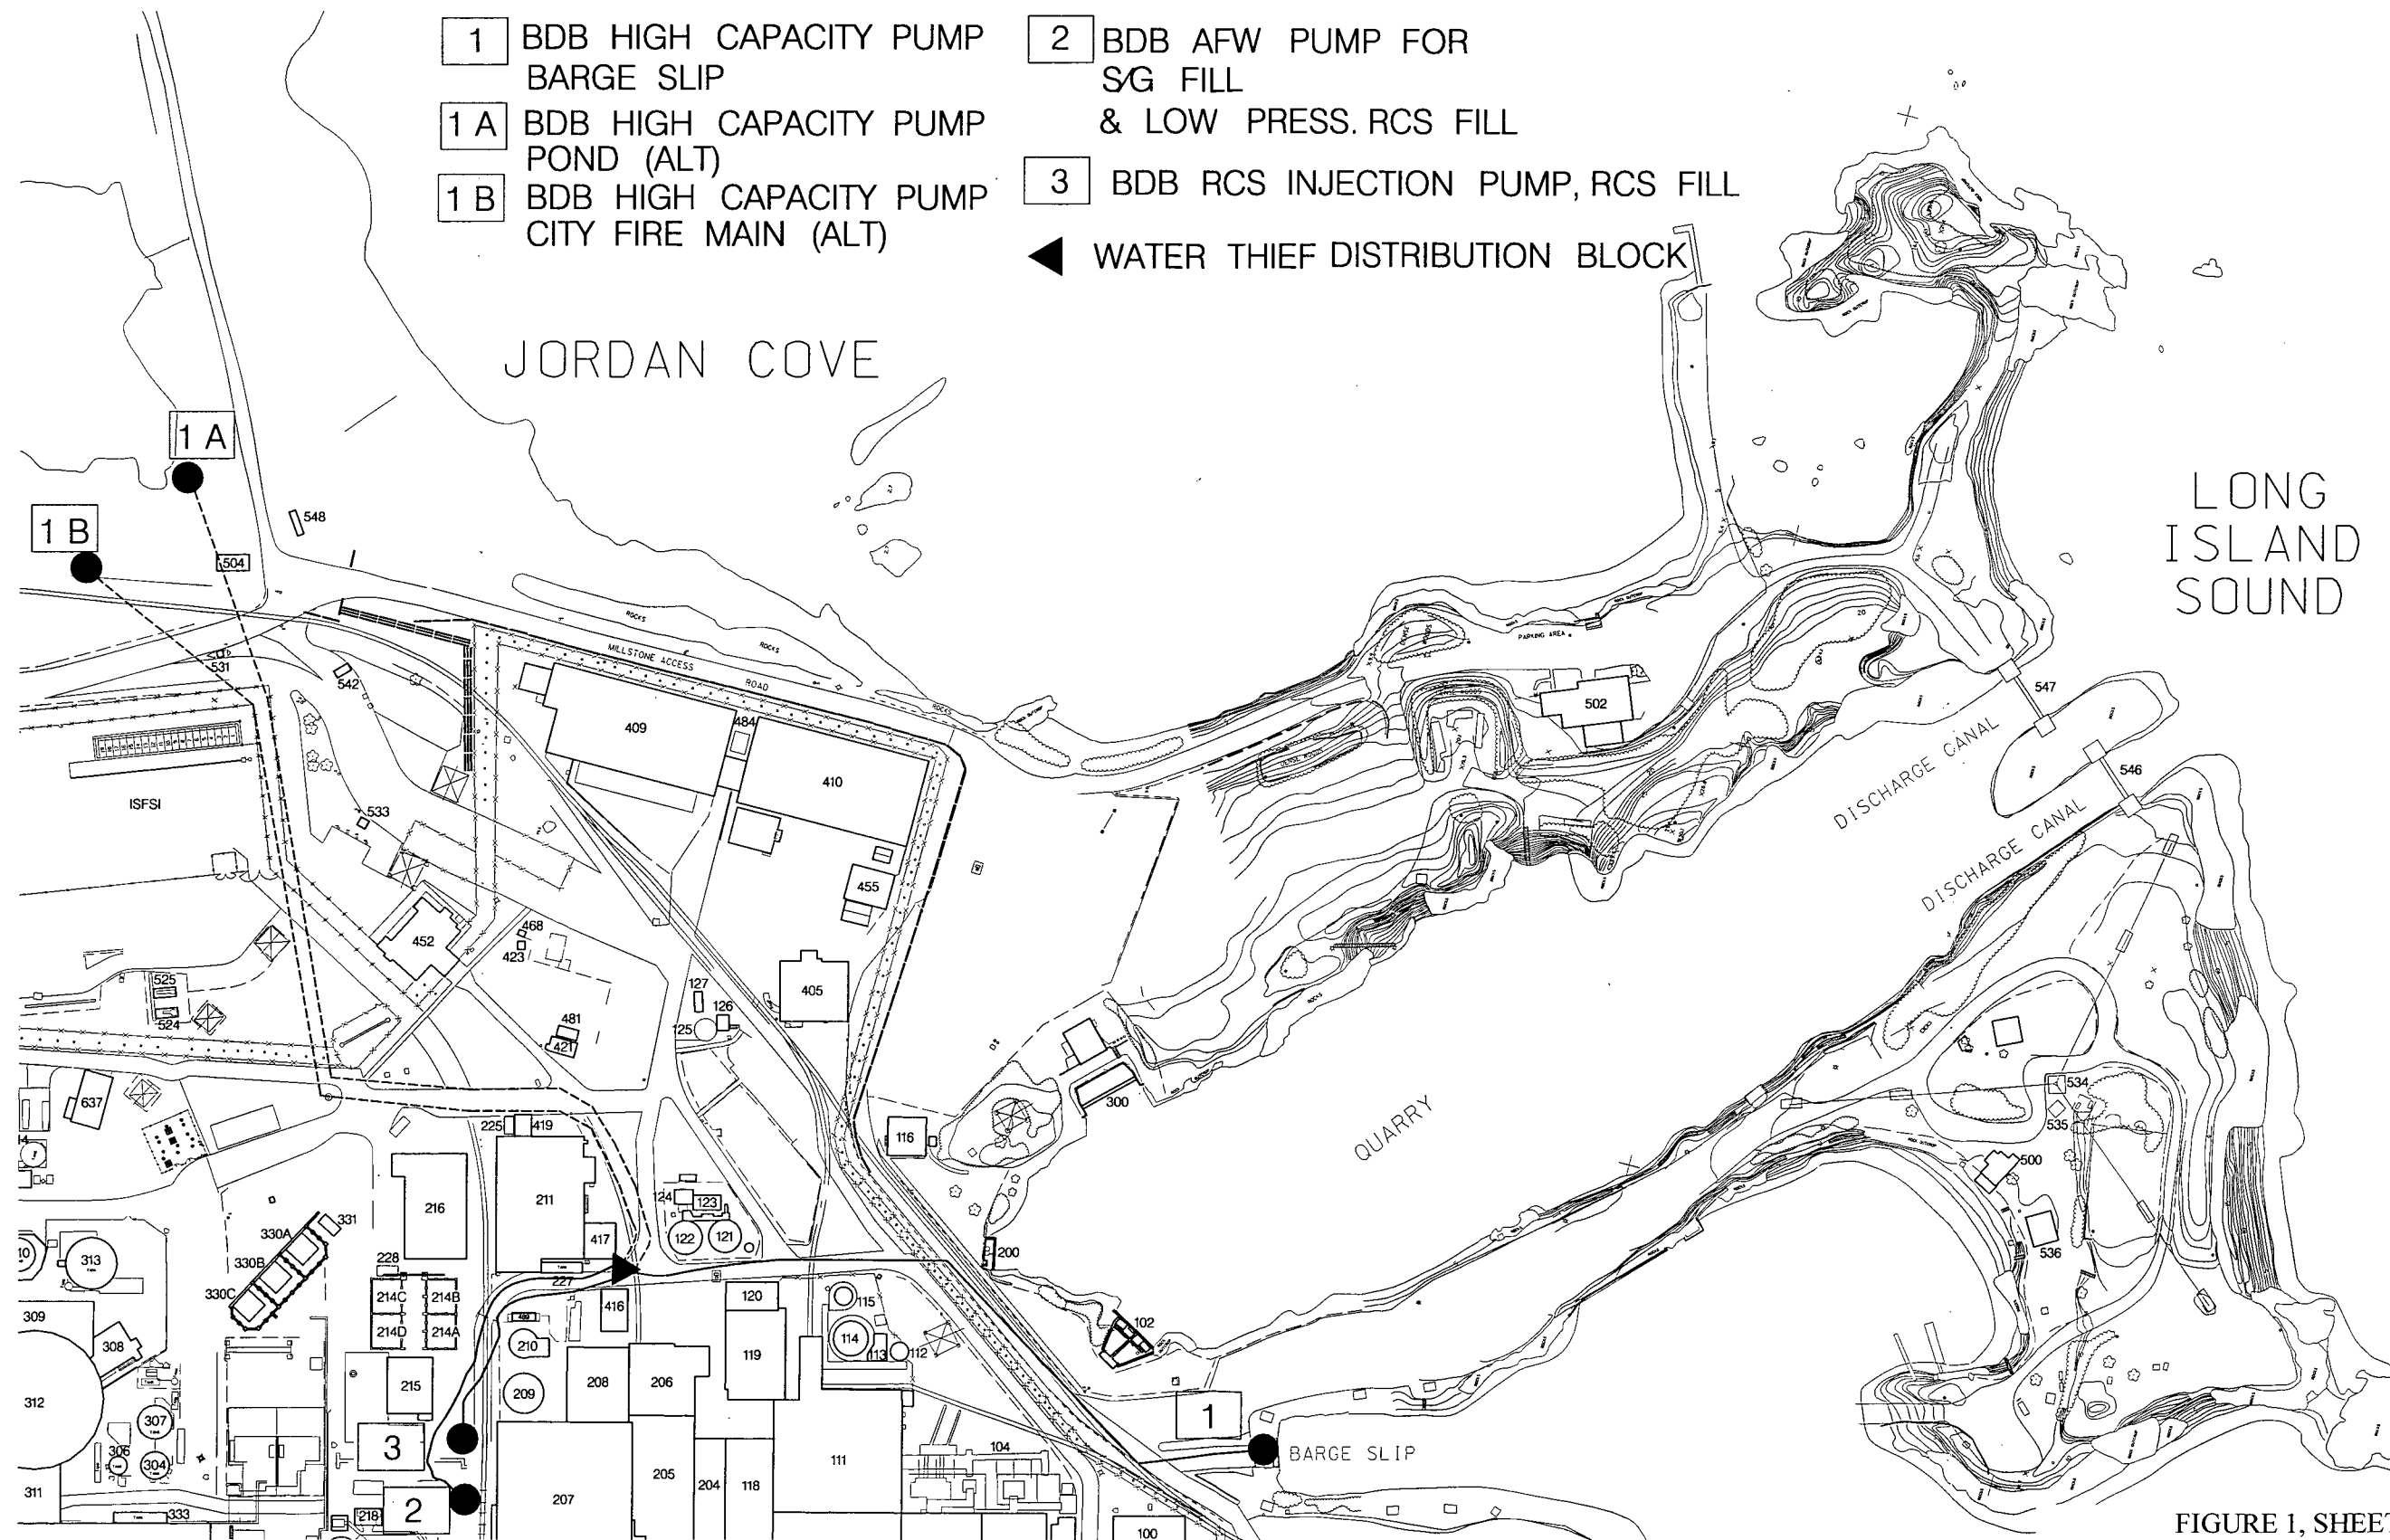 1 BDB HIGH CAPACITY PUMP
BARGE SLIP
1 A BDB HIGH CAPACITY PUMP
POND (ALT)
1 B BDB HIGH CAPACITY PUMP
CITY FIRE MAIN (ALT)
2 BDB AFW PUMP FOR
S/G FILL
& LOW PRESS. RCS FILL
3 BDB RCS INJECTION PUMP, RCS FILL
WATER THIEF DISTRIBUTION BLOCK
JORDAN COVE
LONG
ISLAND
SOUND
1 A
1 B
548
504
531
542
ROCKS
ROCKS
ROCKS
MILLSTONE ACCESS
ROAD
PARKING AREA
409
484
410
502
547
546
DISCHARGE CANAL
DISCHARGE CANAL
ISFSI
533
455
452
468
423
405
525
524
127
126
125
481
421
637
300
116
QUARRY
534
535
500
536
225
419
211
216
417
124
123
122
121
200
331
330A
330B
330C
313
228
227
214C
214B
214D
214A
416
120
115
114
113
112
119
102
309
308
312
210
209
208
206
215
307
306
304
311
333
3
2
218
207
205
204
118
111
104
1
BARGE SLIP
100
FIGURE 1, SHEET